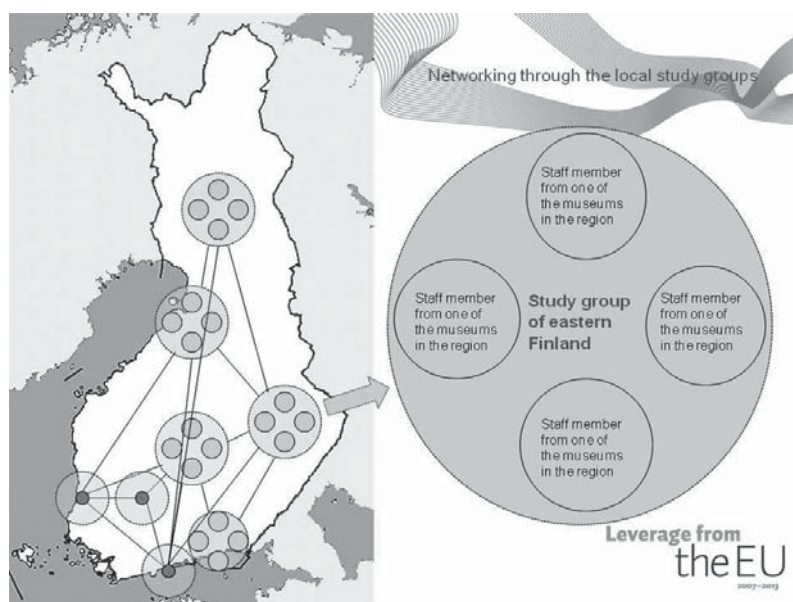 Networking through the local study groups
Staff member
from one of
the museums
in the region
Staff member
from one of
the museums
in the region
Study group
of eastern
Finland
Staff member
from one of
the museums
in the region
Staff member
from one of
the museums
in the region
Leverage from
the EU
2007–2013